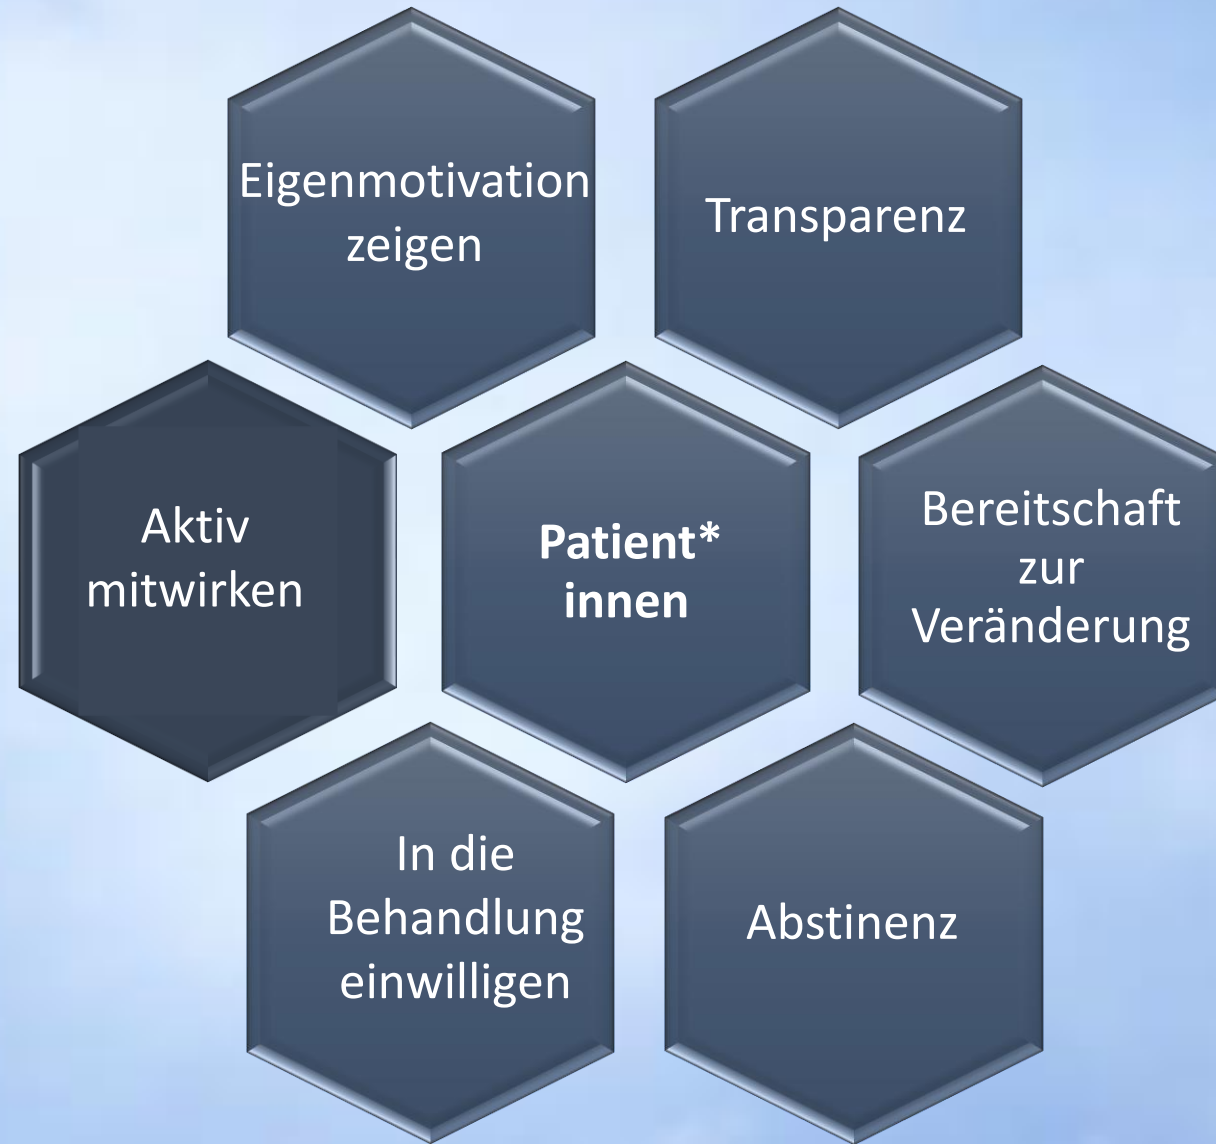 Eigenmotivation
zeigen
Transparenz
Aktiv
mitwirken
Patient*
innen
Bereitschaft
zur
Veränderung
In die
Behandlung
einwilligen
Abstinenz